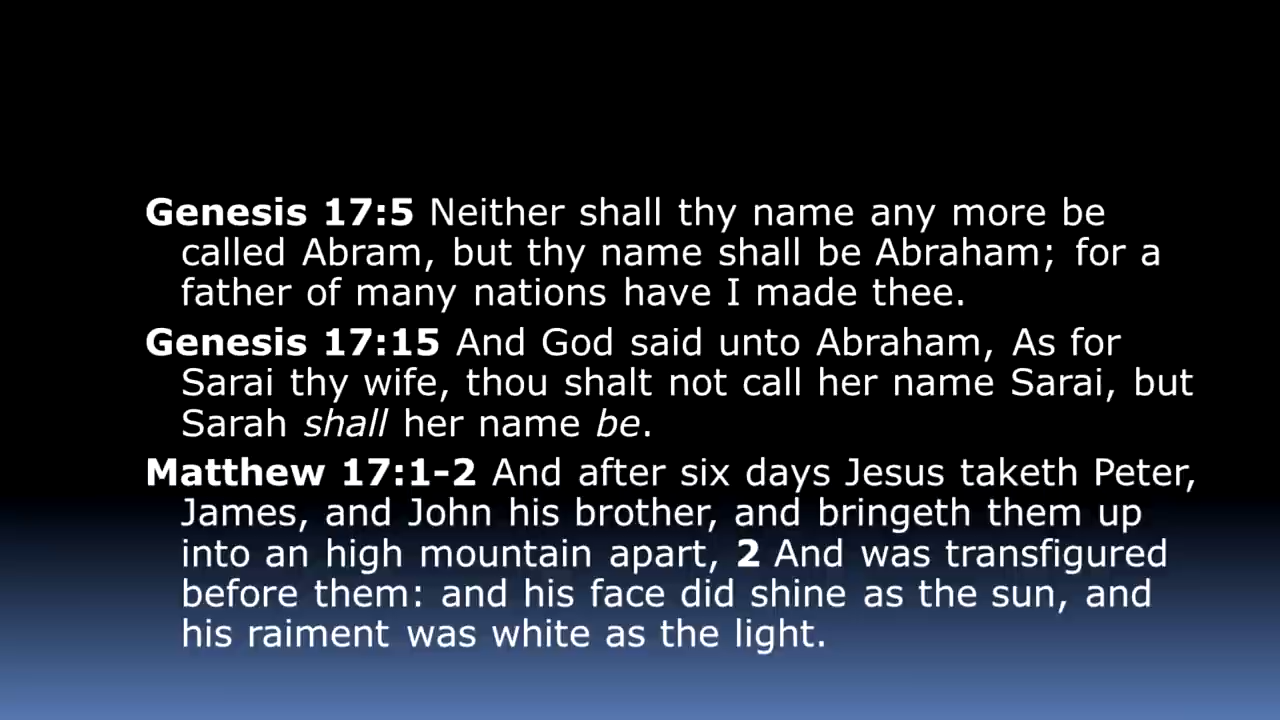 Genesis 17:5 Neither shall thy name any more be
called Abram, but thy name shall be Abraham; for a
father of many nations have I made thee.
Genesis 17:15 And God said unto Abraham, As for
Sarai thy wife, thou shalt not call her name Sarai, but
Sarah shall her name be.
Matthew 17:1-2 And after six days Jesus taketh Peter,
James, and John his brother, and bringeth them up
into an high mountain apart, 2 And was transfigured
before them: and his face did shine as the sun, and
his raiment was white as the light.